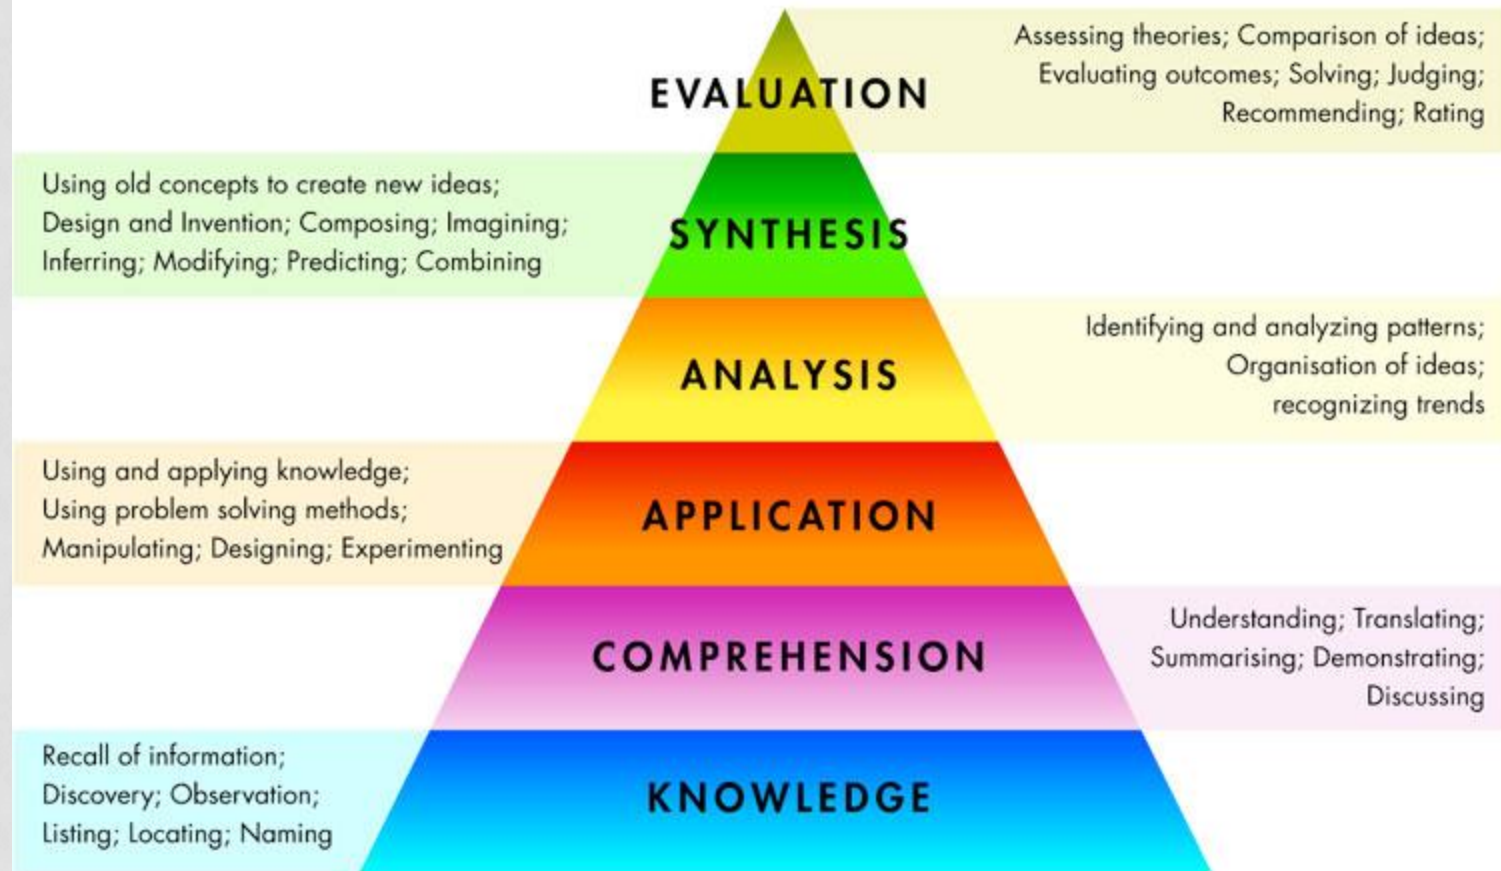 EVALUATION
Assessing theories; Comparison of ideas;
Evaluating outcomes; Solving; Judging;
Recommending; Rating
Using old concepts to create new ideas;
Design and Invention; Composing; Imagining;
Inferring; Modifying; Predicting; Combining
SYNTHESIS
ANALYSIS
Identifying and analyzing patterns;
Organisation of ideas;
recognizing trends
Using and applying knowledge;
Using problem solving methods;
Manipulating; Designing; Experimenting
APPLICATION
COMPREHENSION
Understanding; Translating;
Summarising; Demonstrating;
Discussing
Recall of information;
Discovery; Observation;
Listing; Locating; Naming
KNOWLEDGE